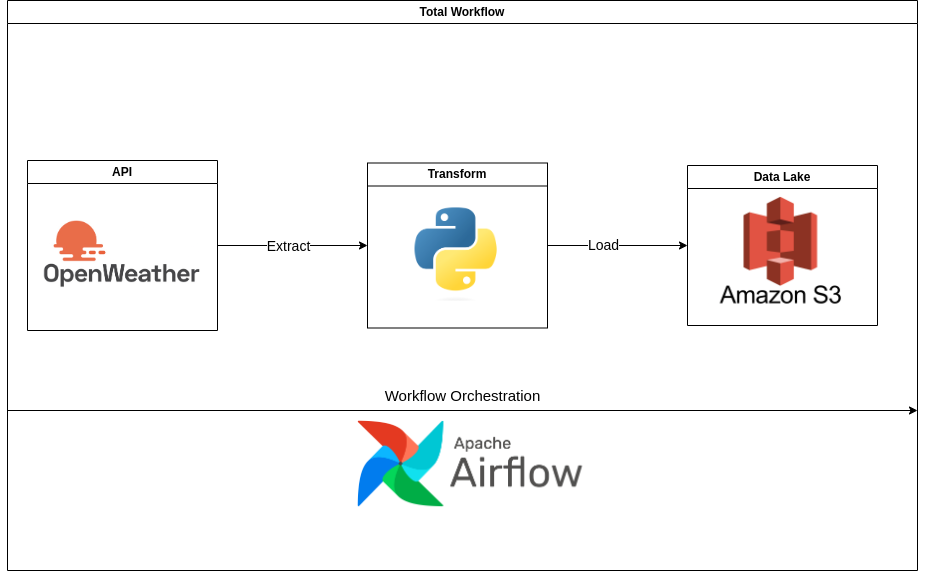 Total Workflow
API
Transform
Data Lake
OpenWeather
Extract
Load
Amazon S3
Workflow Orchestration
Apache
Airflow